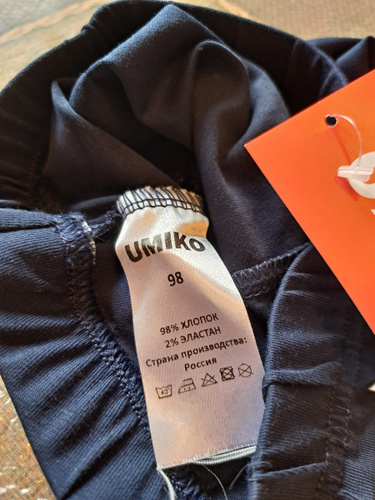 UMIKO
98
98% ХЛОПОК
2% ЭЛАСТАН
Страна производства:
Россия